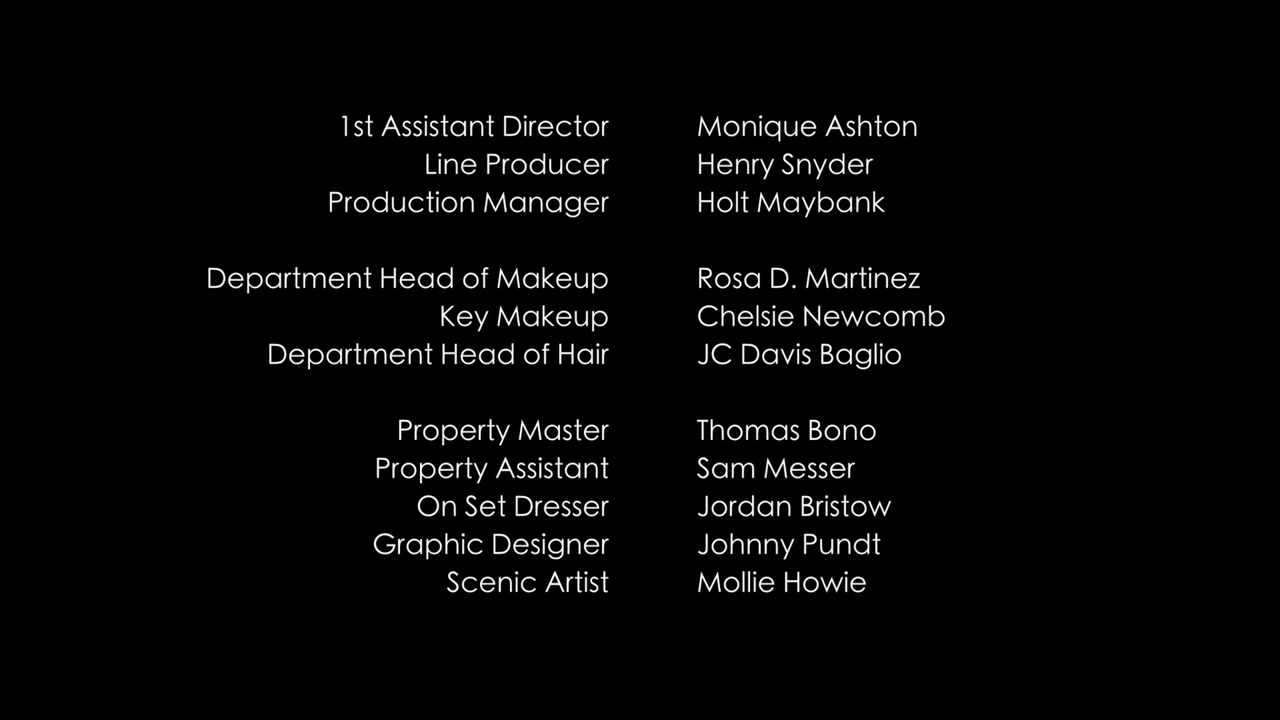 1st Assistant Director Monique Ashton
Line Producer Henry Snyder
Production Manager Holt Maybank
Department Head of Makeup Rosa D. Martinez
Key Makeup Chelsie Newcomb
Department Head of Hair JC Davis Baglio
Property Master Thomas Bono
Property Assistant Sam Messer
On Set Dresser Jordan Bristow
Graphic Designer Johnny Pundt
Scenic Artist Mollie Howie